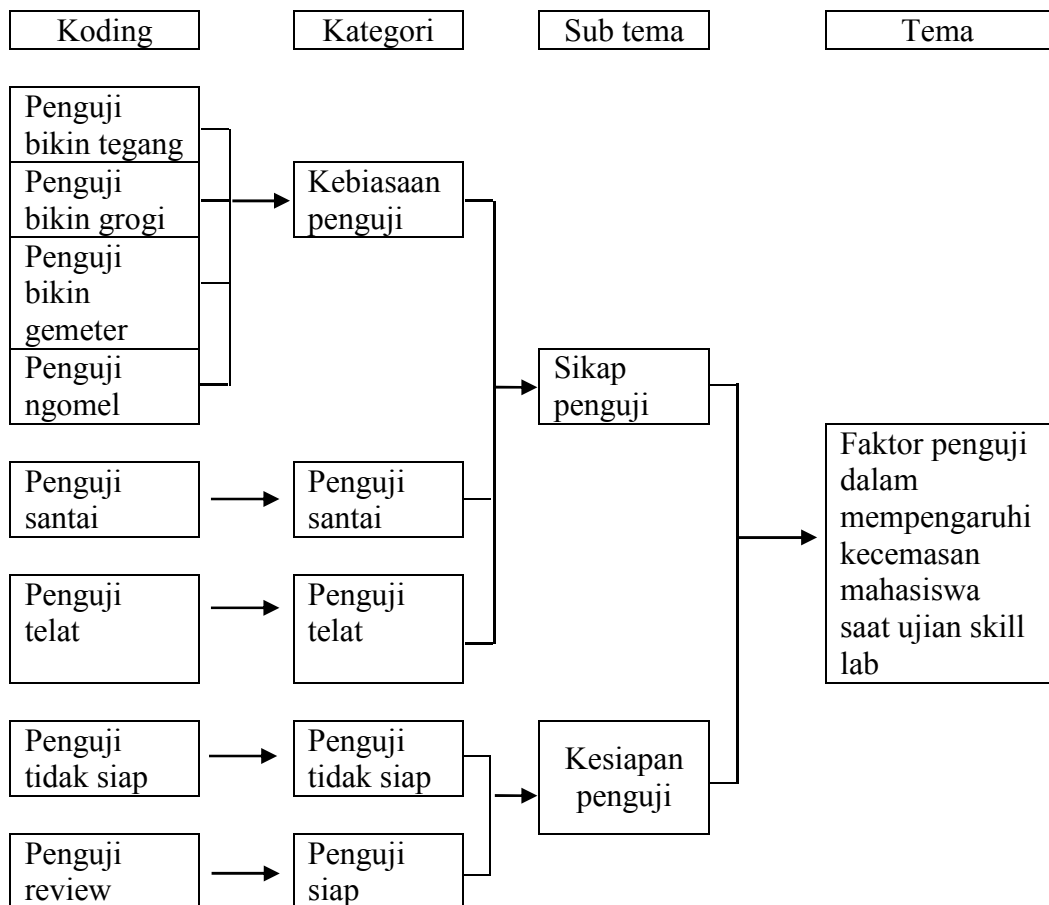 Koding
Kategori
Sub tema
Tema
Penguji
bikin tegang
Penguji
bikin grogi
Penguji
bikin
gemeter
Penguji
ngomel
Kebiasaan
penguji
Penguji
santai
Penguji
santai
Penguji
telat
Penguji
telat
Sikap
penguji
Penguji
tidak siap
Penguji
tidak siap
Penguji
review
Penguji
siap
Kesiapan
penguji
Faktor penguji
dalam
mempengaruhi
kecemasan
mahasiswa
saat ujian skill
lab